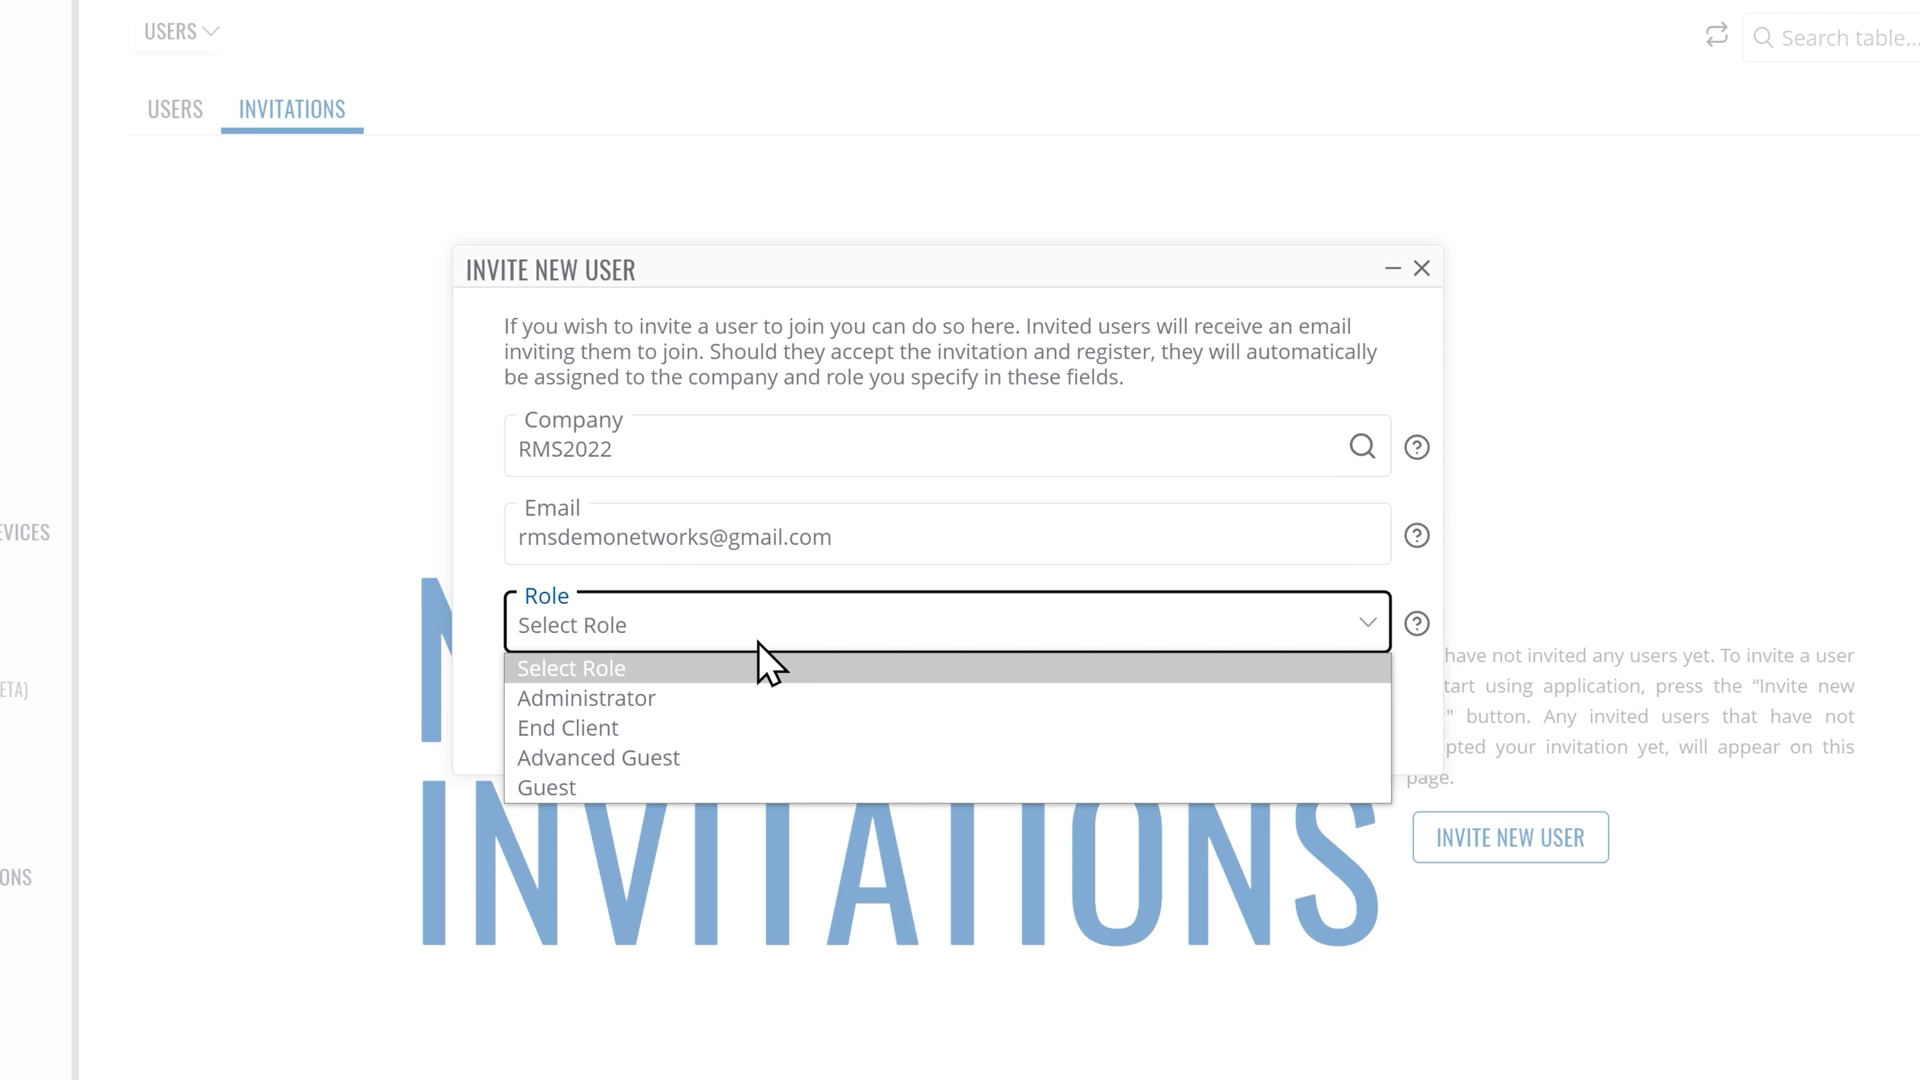 USERS
Search table...
USERS
INVITATIONS
INVITE NEW USER
If you wish to invite a user to join you can do so here. Invited users will receive an email
inviting them to join. Should they accept the invitation and register, they will automatically
be assigned to the company and role you specify in these fields.
Company
RMS2022
Email
rmsdemonetworks@gmail.com
Role
Select Role
Select Role
Administrator
End Client
Advanced Guest
Guest
EVICES
ETA)
ONS
N
INVITATIONS
have not invited any users yet. To invite a user
tart using application, press the “Invite new
" button. Any invited users that have not
pted your invitation yet, will appear on this
page.
INVITE NEW USER